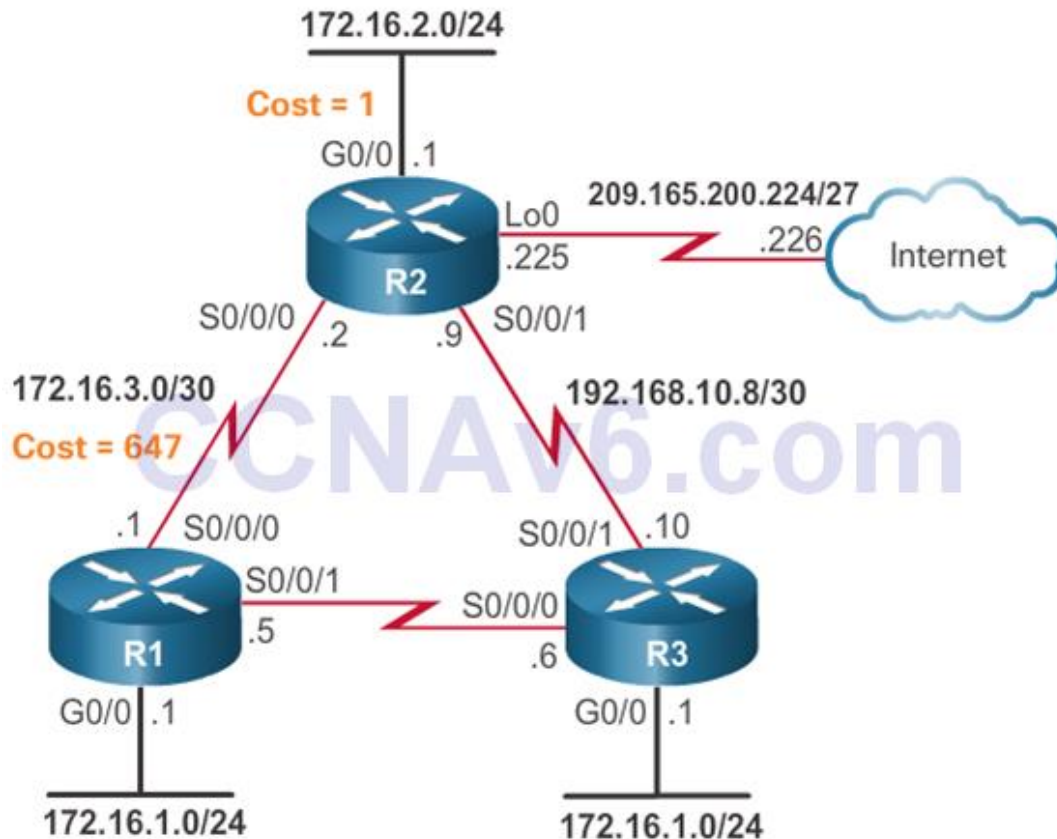 172.16.2.0/24
Cost = 1
G0/0 .1
209.165.200.224/27
Lo0
.225
.226
Internet
R2
S0/0/0
.2
.9
S0/0/1
172.16.3.0/30
192.168.10.8/30
Cost = 647
CCNAv6.com
.1
S0/0/0
S0/0/1
.10
S0/0/1
S0/0/0
.5
.6
R1
R3
G0/0 .1
G0/0 .1
172.16.1.0/24
172.16.1.0/24